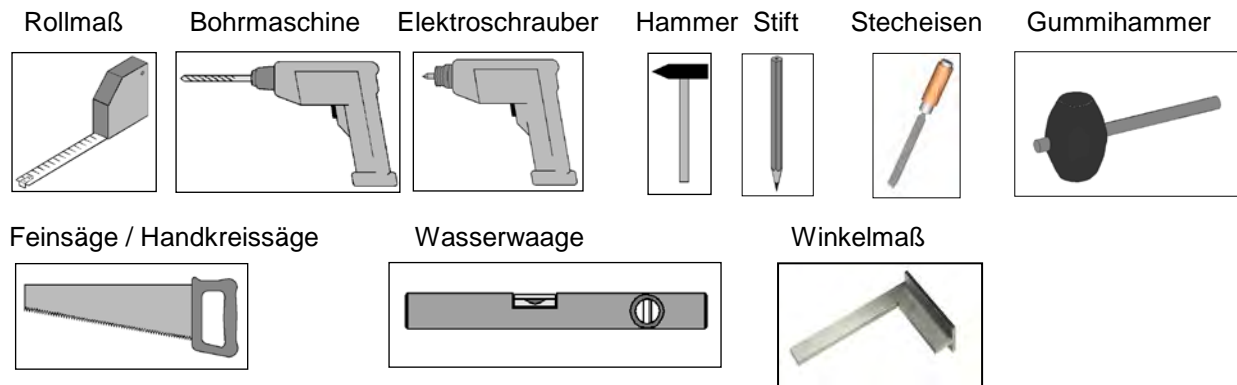 Rollmaß Bohrmaschine Elektroschrauber Hammer Stift Stecheisen Gummihammer
Feinsäge / Handkreissäge Wasserwaage Winkelmaß